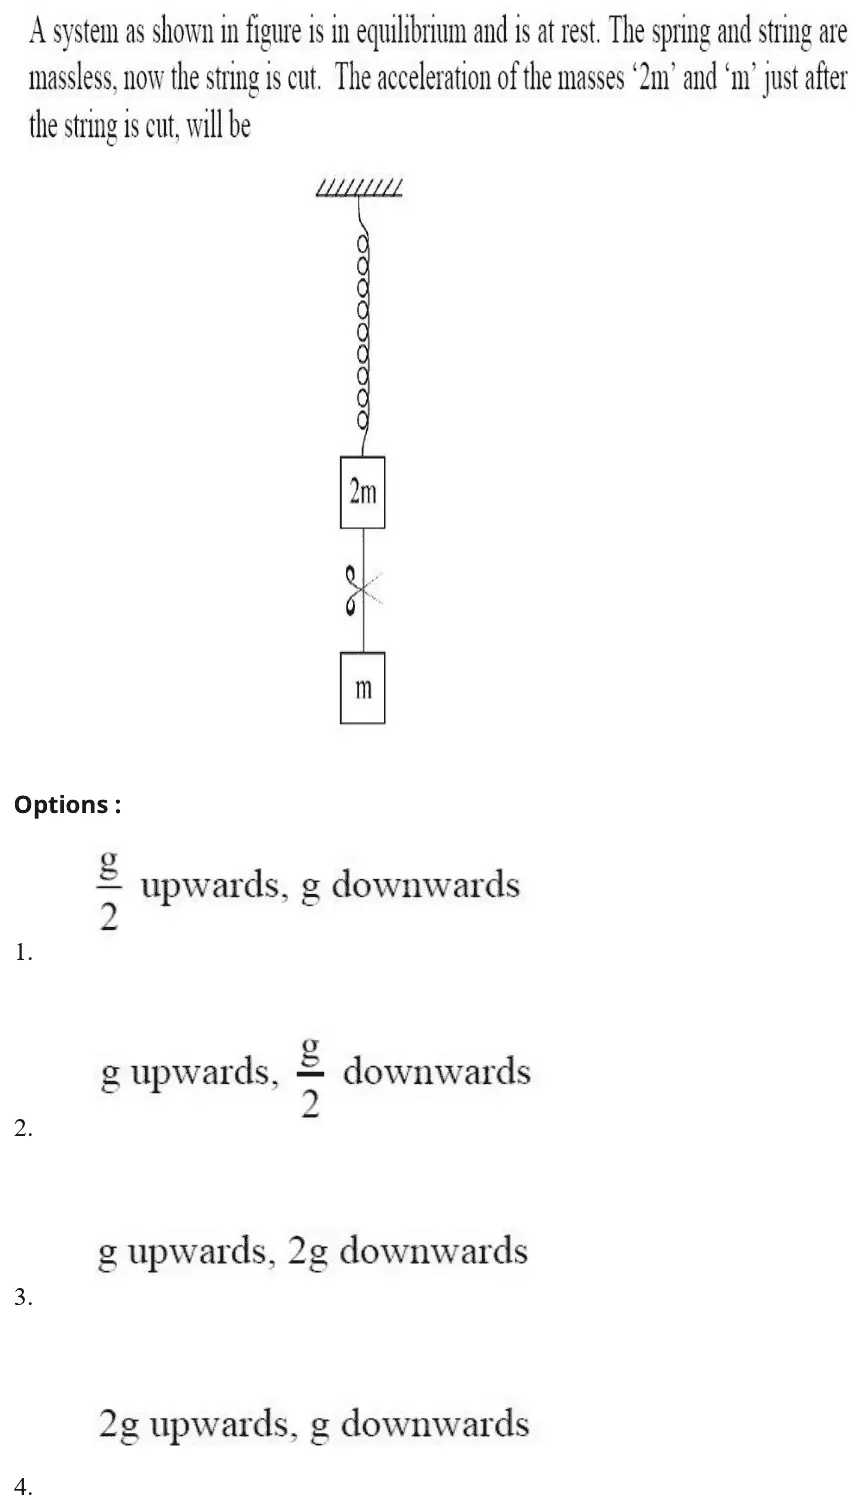 A system as shown in figure is in equilibrium and is at rest. The spring and string are
massless, now the string is cut. The acceleration of the masses ‘2m’ and ‘m’ just after
the string is cut, will be
2m
m
Options :
g/2 upwards, g downwards
1.
g upwards, g/2 downwards
2.
g upwards, 2g downwards
3.
2g upwards, g downwards
4.